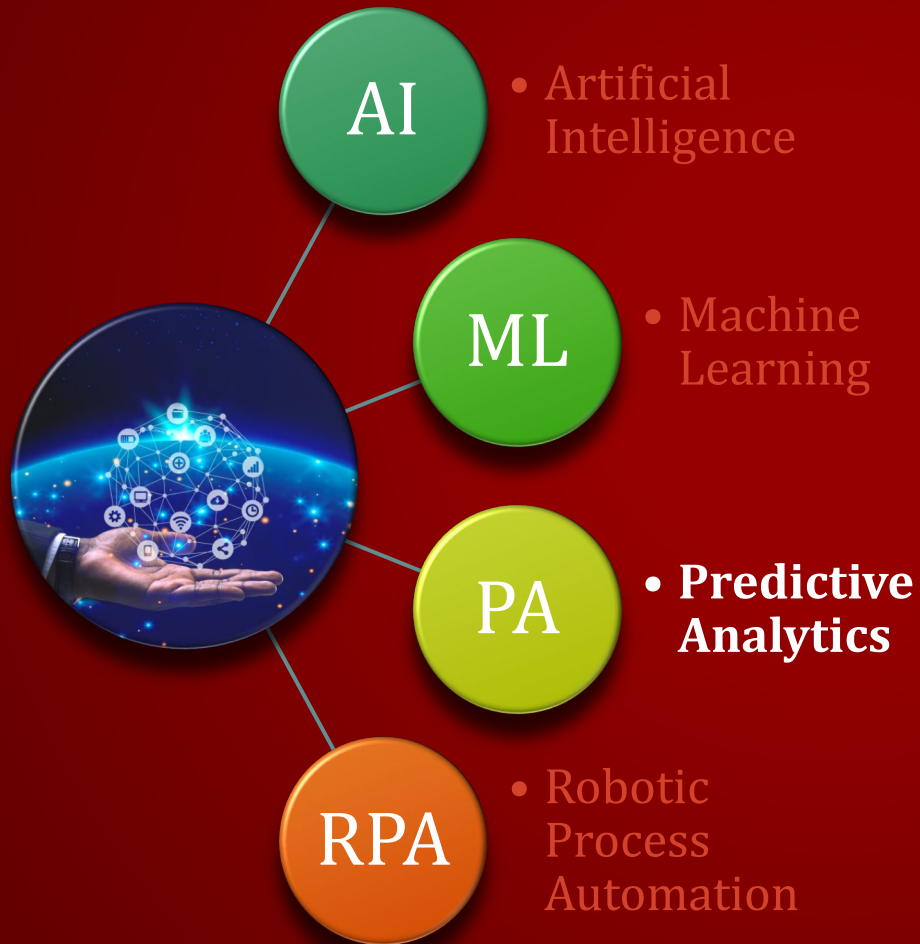 AI
• Artificial
Intelligence
ML
• Machine
Learning
PA
• Predictive
Analytics
RPA
• Robotic
Process
Automation